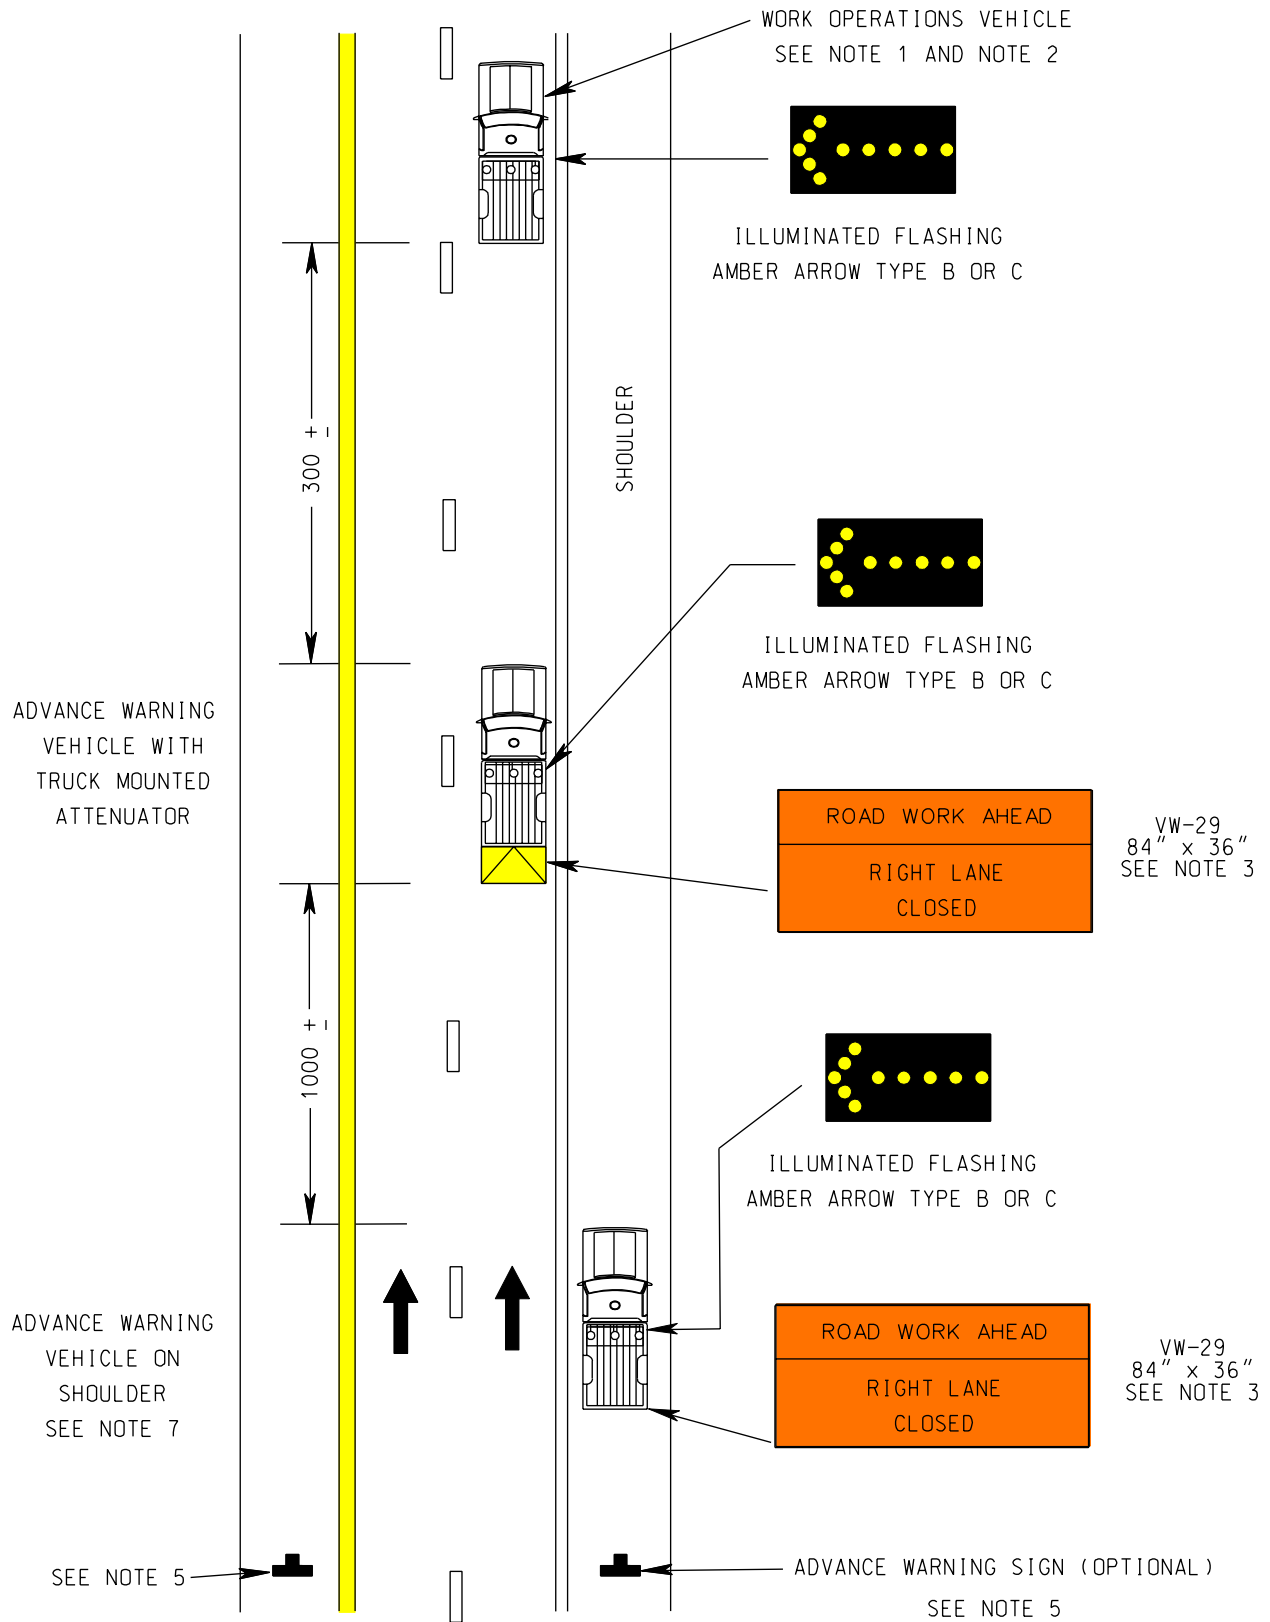 WORK OPERATIONS VEHICLE
SEE NOTE 1 AND NOTE 2
ILLUMINATED FLASHING
AMBER ARROW TYPE B OR C
300 +_
SHOULDER
ILLUMINATED FLASHING
AMBER ARROW TYPE B OR C
ADVANCE WARNING
VEHICLE WITH
TRUCK MOUNTED
ATTENUATOR
ROAD WORK AHEAD
RIGHT LANE
CLOSED
VW-29
84" x 36"
SEE NOTE 3
1000 +_
ILLUMINATED FLASHING
AMBER ARROW TYPE B OR C
ADVANCE WARNING
VEHICLE ON
SHOULDER
SEE NOTE 7
ROAD WORK AHEAD
RIGHT LANE
CLOSED
VW-29
84" x 36"
SEE NOTE 3
SEE NOTE 5
ADVANCE WARNING SIGN (OPTIONAL)
SEE NOTE 5